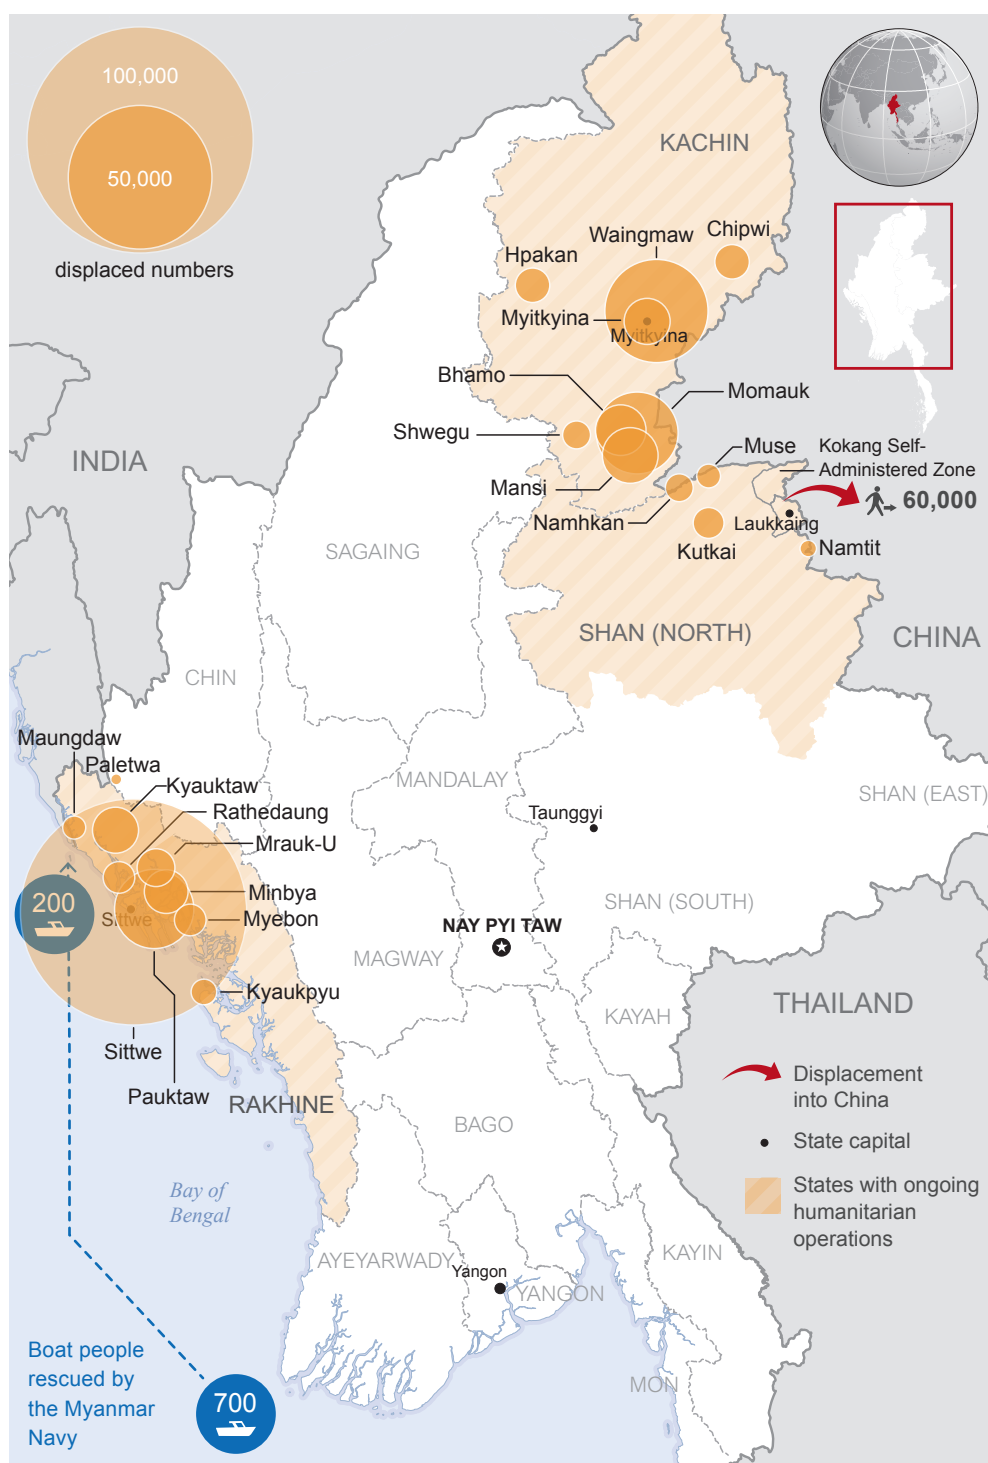 100,000
50,000
displaced numbers
KACHIN
Waingmaw
Chipwi
Hpakan
Myitkyina
Myitkyina
Bhamo
Momauk
Shwegu
Mansi
Muse
Kokang Self-
Administered Zone
60,000
Namhkan
Laukkaing
Kutkai
Namtit
INDIA
SAGAING
SHAN (NORTH)
CHINA
CHIN
Maungdaw
Paletwa
Kyauktaw
Rathedaung
Mrauk-U
Minbya
Myebon
MANDALAY
SHAN (EAST)
Taunggyi
200
Sittwe
SHAN (SOUTH)
NAY PYI TAW
MAGWAY
Kyaukpyu
KAYAH
THAILAND
Sittwe
Pauktaw
RAKHINE
BAGO
Displacement
into China
State capital
States with ongoing
humanitarian
operations
Bay of
Bengal
AYEYARWADY
Yangon
YANGON
KAYIN
MON
Boat people
rescued by
the Myanmar
Navy
700